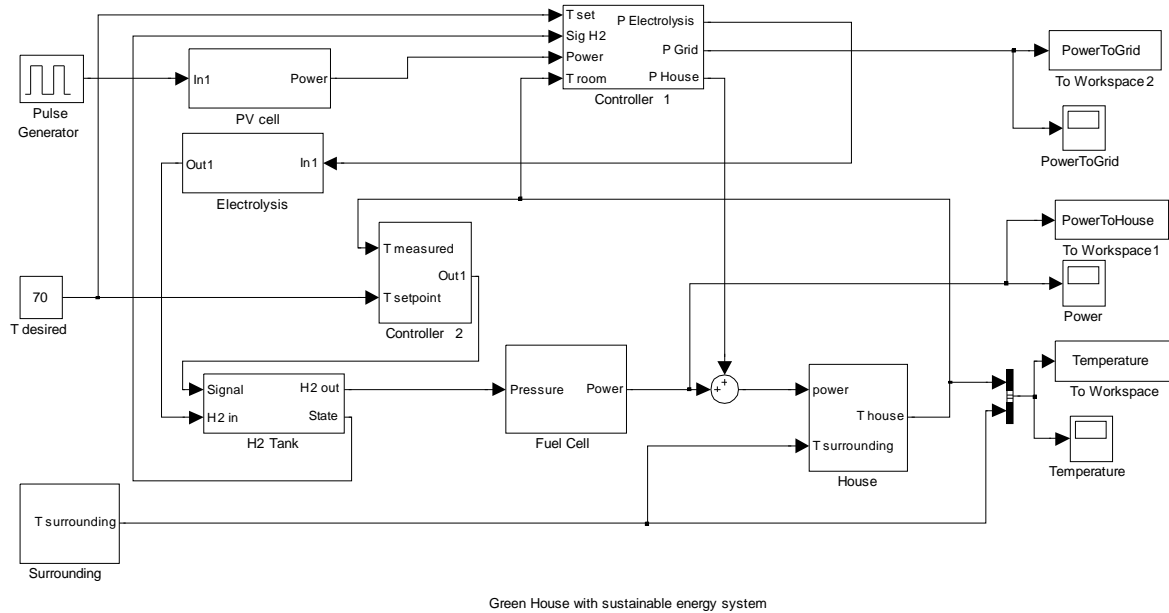 T set
P Electrolysis
Sig H2
P Grid
Power
P House
T room
Controller 1
PowerToGrid
To Workspace2
In1
Power
PV cell
Pulse
Generator
PowerToGrid
Out1
In1
Electrolysis
PowerToHouse
To Workspace1
T measured
Out1
T setpoint
Controller 2
70
T desired
Power
Signal
H2 out
H2 in
State
H2 Tank
Pressure
Power
Fuel Cell
+
+
power
T house
T surrounding
House
Temperature
To Workspace
Temperature
T surrounding
Surrounding
Green House with sustainable energy system